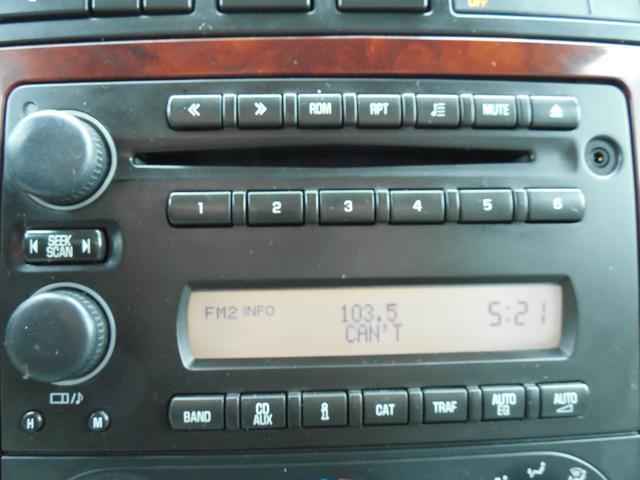 OFF
RDM RPT MUTE
1 2 3 4 5 6
SEEK
SCAN
FM2 INFO 103.5 5:21
CAN'T
BAND CD AUX i CAT TRAF AUTO EQ AUTO
H M